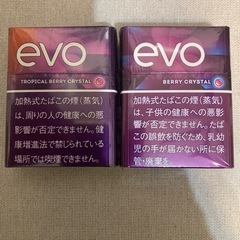 evo
TROPICAL BERRY CRYSTAL
加熱式たばこの煙(蒸気)
は、周りの人の健康への悪
影響が否定できません。健
康増進法で禁じられている
場所では喫煙できません。
evo
BERRY CRYSTAL
加熱式たばこの煙(蒸気)
は、子供の健康への悪影響
が否定できません。たば
この誤飲を防ぐため、乳幼
児の手が届かない所に保
管・廃棄を。